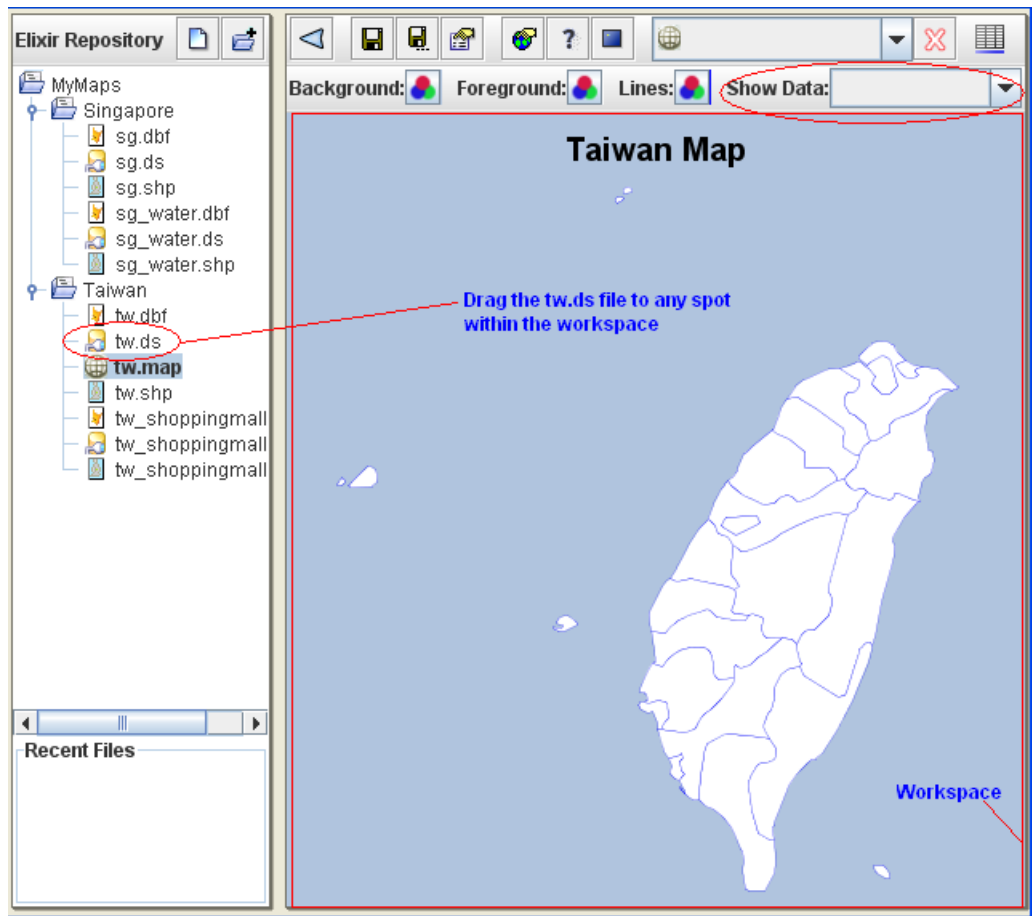 Elixir Repository
MyMaps
Singapore
sg.dbf
sg.ds
sg.shp
sg_water.dbf
sg_water.ds
sg_water.shp
Taiwan
tw.dbf
tw.ds
tw.map
tw.shp
tw_shoppingmall
tw_shoppingmall
tw_shoppingmall
Recent Files
?
Background:
Foreground:
Lines:
Show Data:
Taiwan Map
Drag the tw.ds file to any spot
within the workspace
Workspace